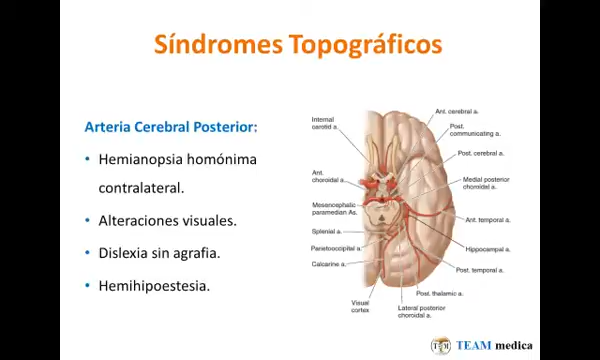 Síndromes Topográficos
Arteria Cerebral Posterior:
• Hemianopsia homónima
contralateral.
• Alteraciones visuales.
• Dislexia sin agrafia.
• Hemihipoestesia.
Internal
carotid a.
Ant.
choroidal a.
Mesencephalic
paramedian As.
Splenial a.
Parietooccipital a.
Calcarine a.
Visual
cortex
Ant. cerebral a.
Post.
communicating a.
Post. cerebral a.
Medial posterior
choroidal a.
Ant. temporal a.
Hippocampal a.
Post. temporal a.
Post. thalamic a.
Lateral posterior
choroidal a.
TEAM medica